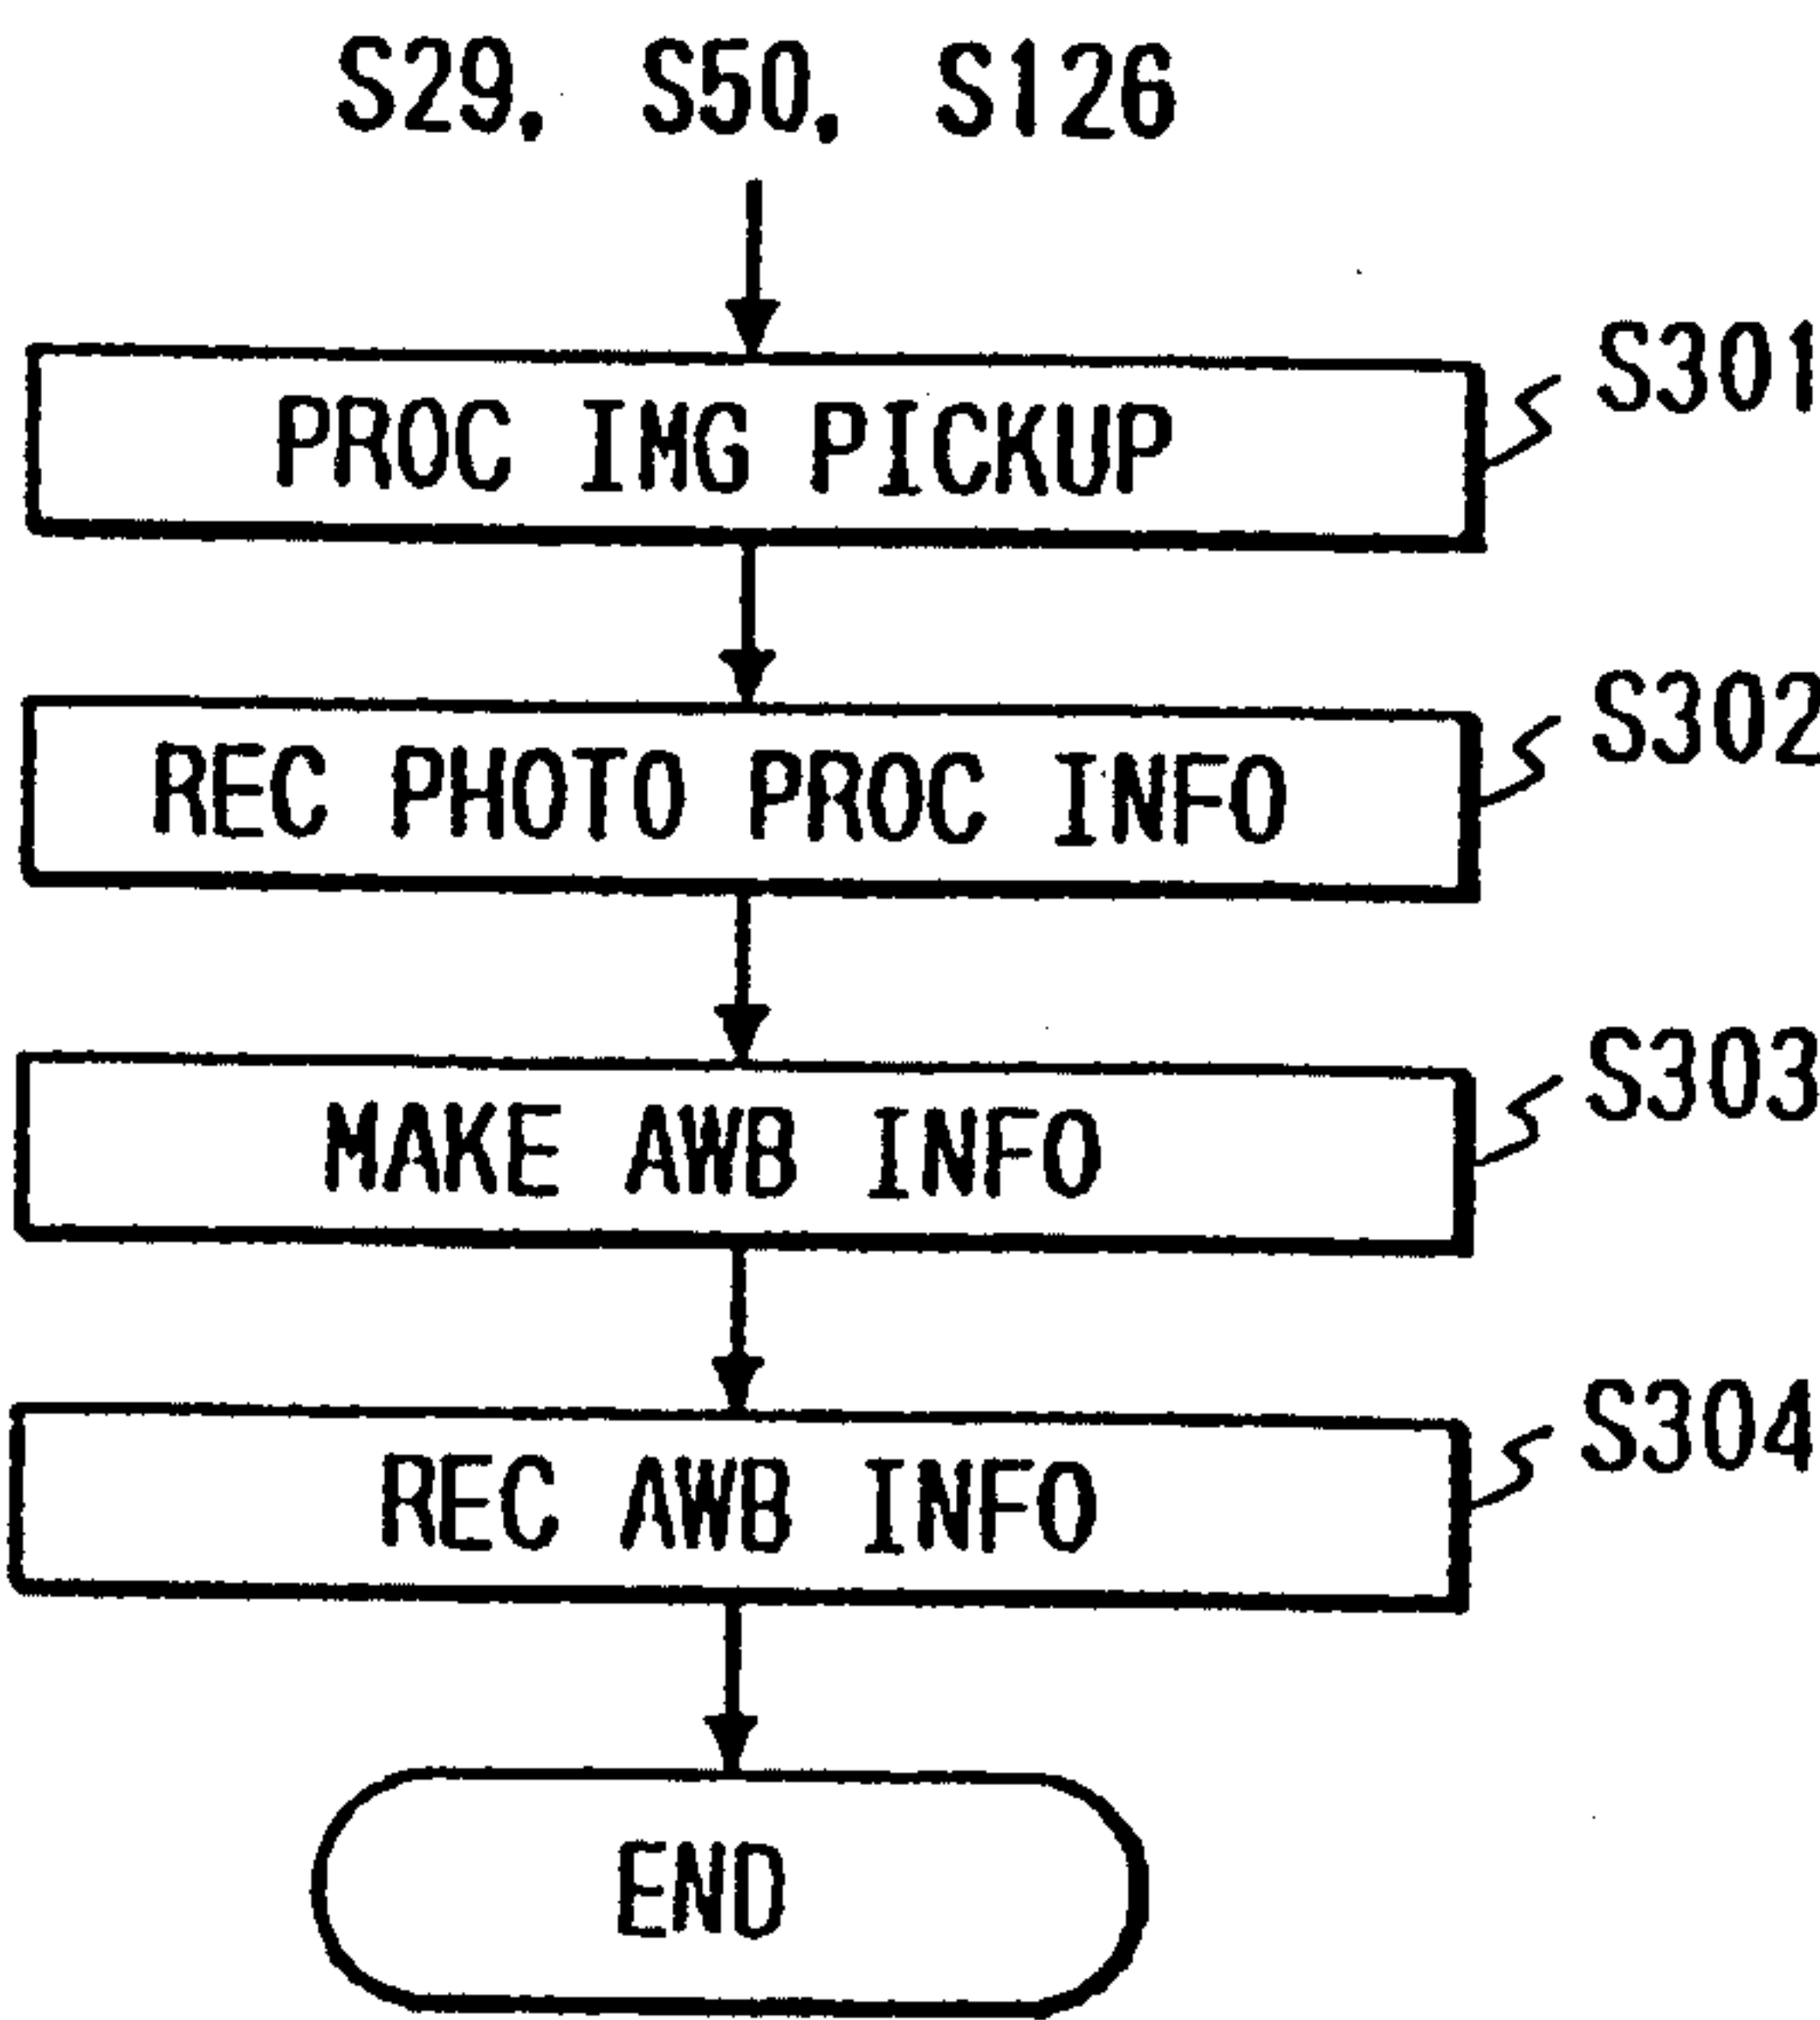 S29, S50, S126
PROC IMG PICKUP
S301
REC PHOTO PROC INFO
S302
MAKE AWB INFO
S303
REC AWB INFO
S304
END